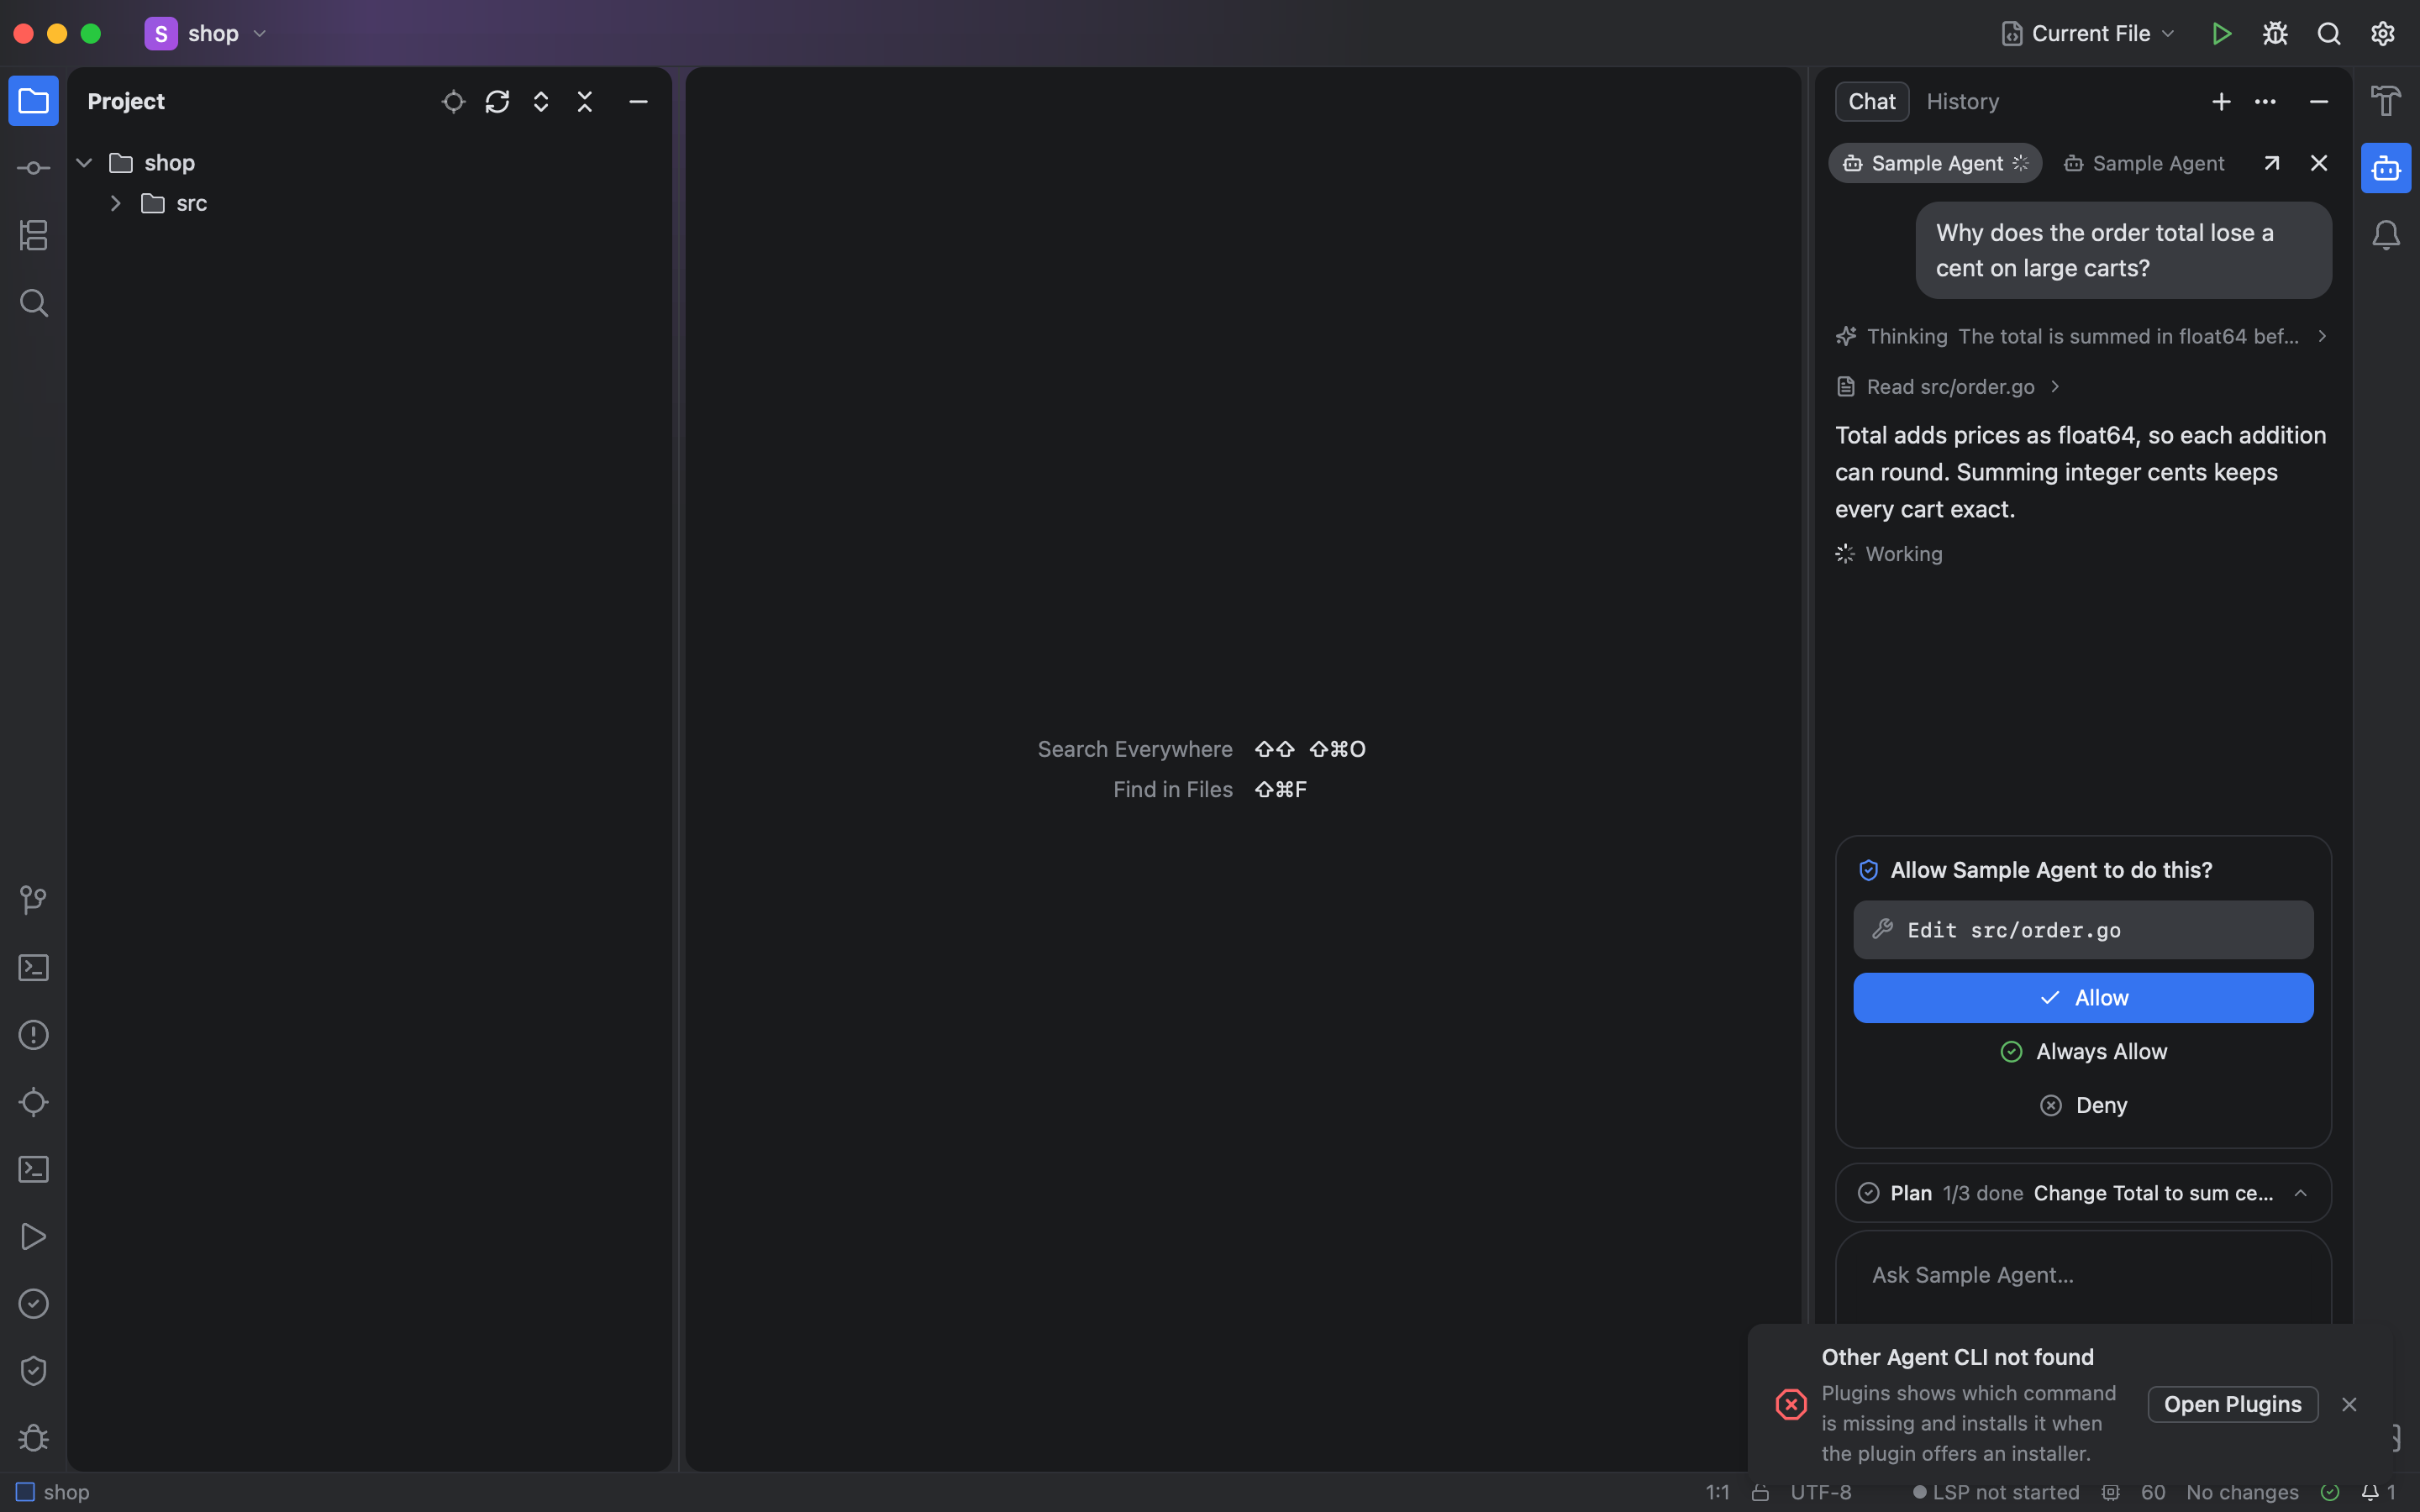 S shop
Current File
Project
shop
src
Search Everywhere ⇧⇧ ⇧⌘O
Find in Files ⇧⌘F
Chat History
Sample Agent Sample Agent
Why does the order total lose a
cent on large carts?
Thinking The total is summed in float64 bef...
Read src/order.go
Total adds prices as float64, so each addition
can round. Summing integer cents keeps
every cart exact.
Working
Allow Sample Agent to do this?
Edit src/order.go
Allow
Always Allow
Deny
Plan 1/3 done Change Total to sum ce...
Ask Sample Agent...
Other Agent CLI not found
Plugins shows which command
is missing and installs it when
the plugin offers an installer.
Open Plugins
shop
1:1 UTF-8 LSP not started 60 No changes 1